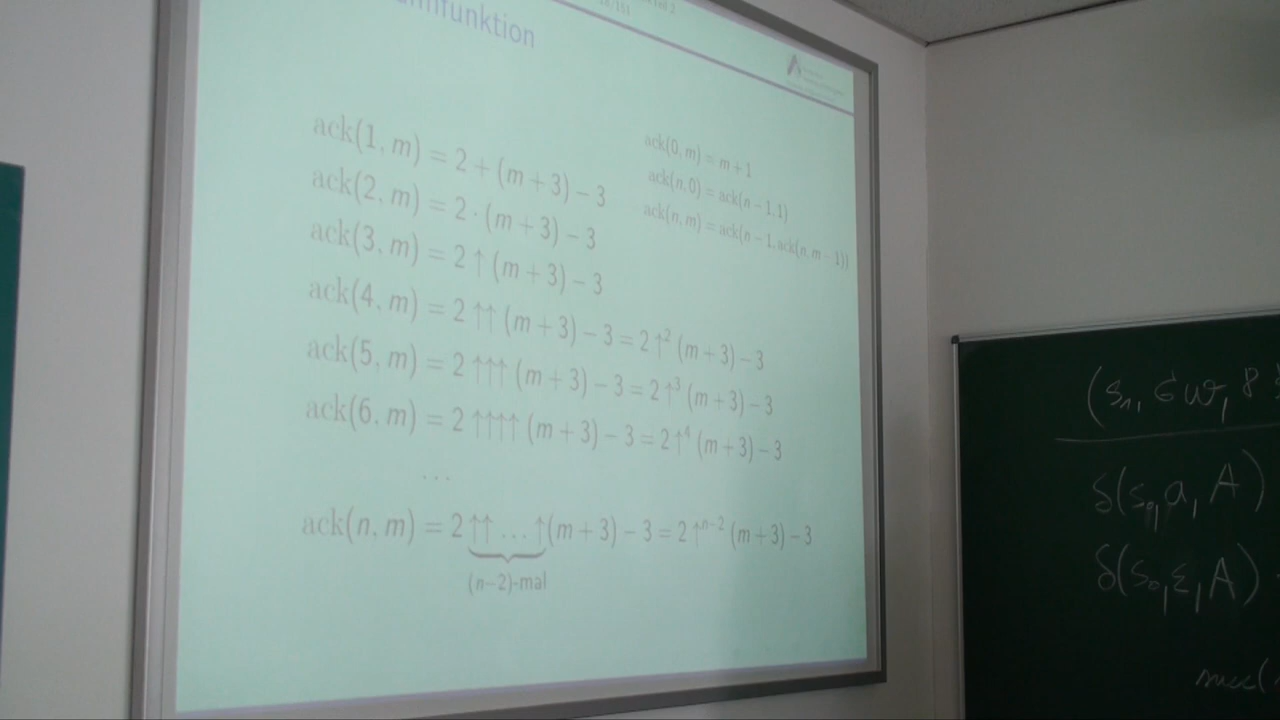 funktion
ack(1, m) = 2 + (m + 3) − 3
ack(2, m) = 2 · (m + 3) − 3
ack(3, m) = 2 ↑ (m + 3) − 3
ack(4, m) = 2 ↑↑ (m + 3) − 3 = 2 ↑² (m + 3) − 3
ack(5, m) = 2 ↑↑↑ (m + 3) − 3 = 2 ↑³ (m + 3) − 3
ack(6, m) = 2 ↑↑↑↑ (m + 3) − 3 = 2 ↑⁴ (m + 3) − 3
...
ack(n, m) = 2 ↑↑ ... ↑ (m + 3) − 3 = 2 ↑ⁿ⁻² (m + 3) − 3
(n−2)-mal
ack(0, m) = m + 1
ack(n, 0) = ack(n − 1, 1)
ack(n, m) = ack(n − 1, ack(n, m − 1))
δ(s₀, a, A)
δ(s₀, ε, A)
succ(